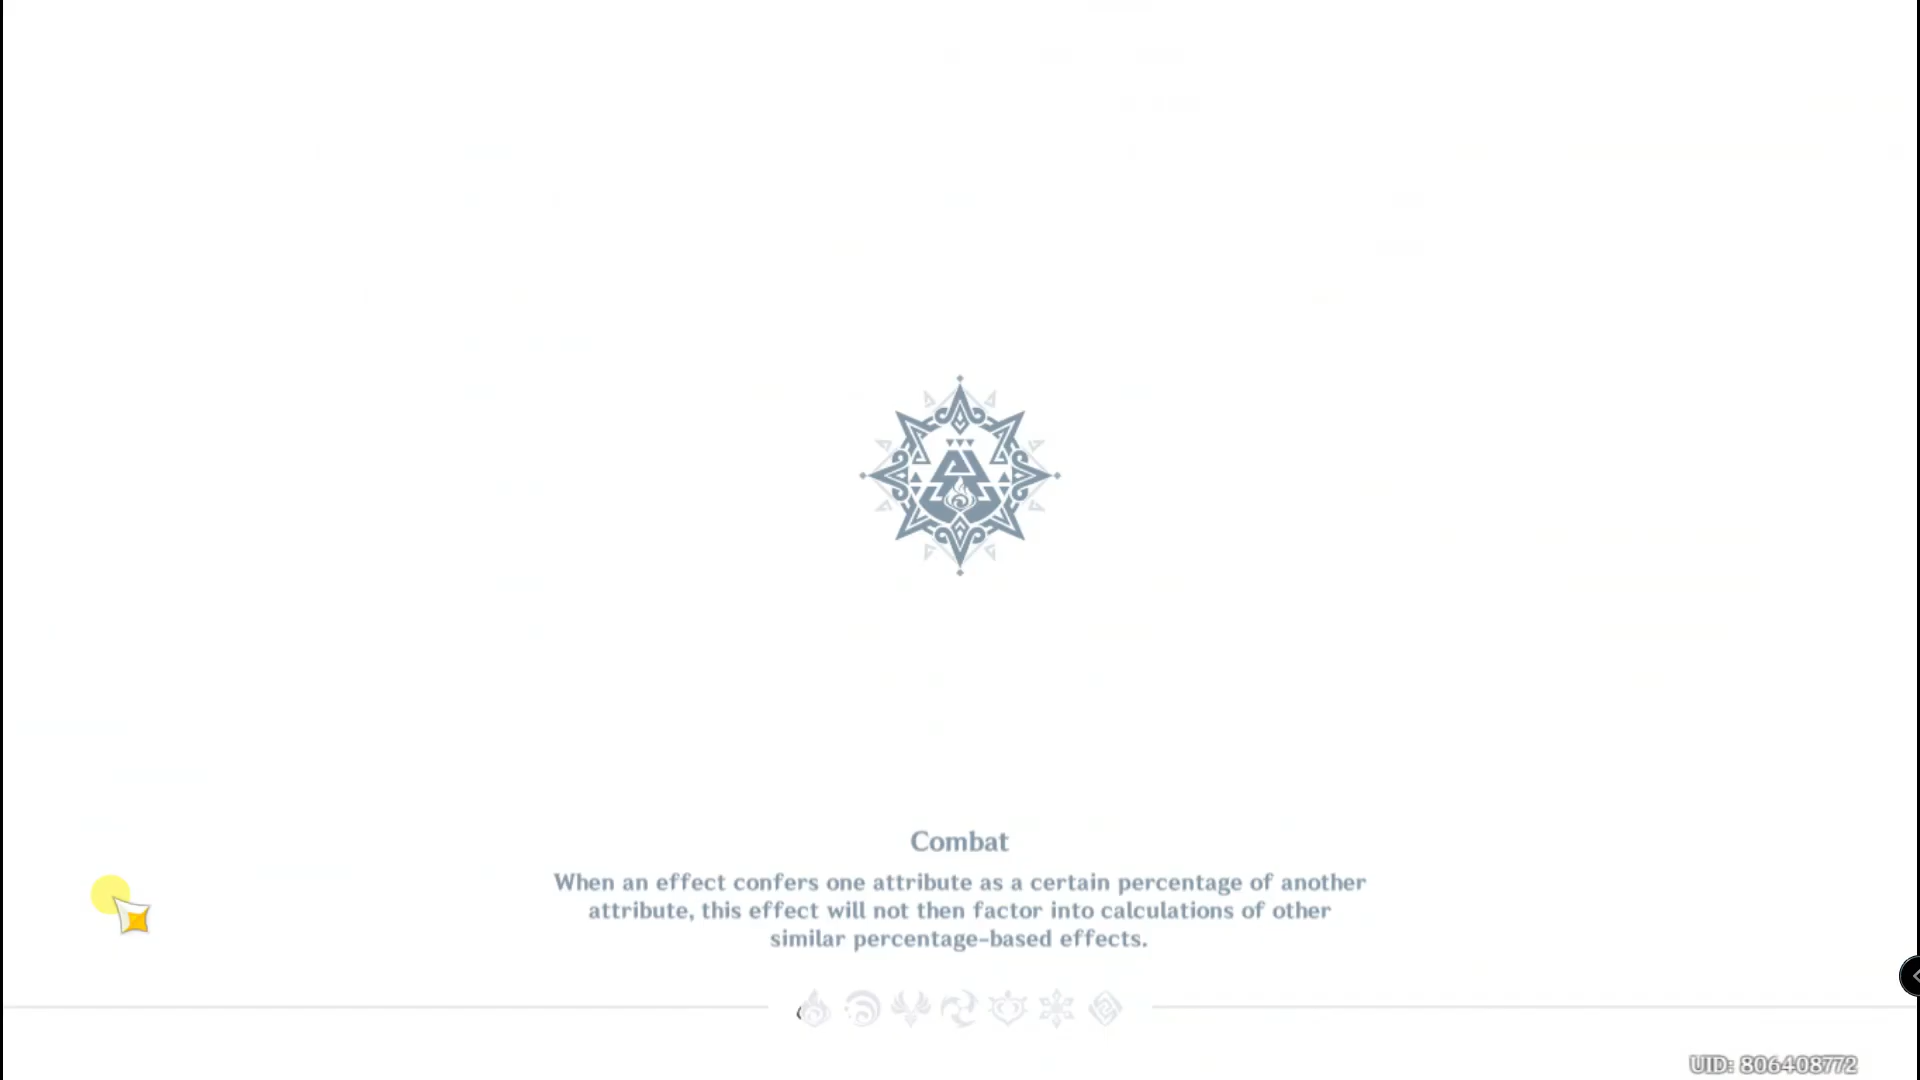 Combat
When an effect confers one attribute as a certain percentage of another
attribute, this effect will not then factor into calculations of other
similar percentage-based effects.
UID: 806408772